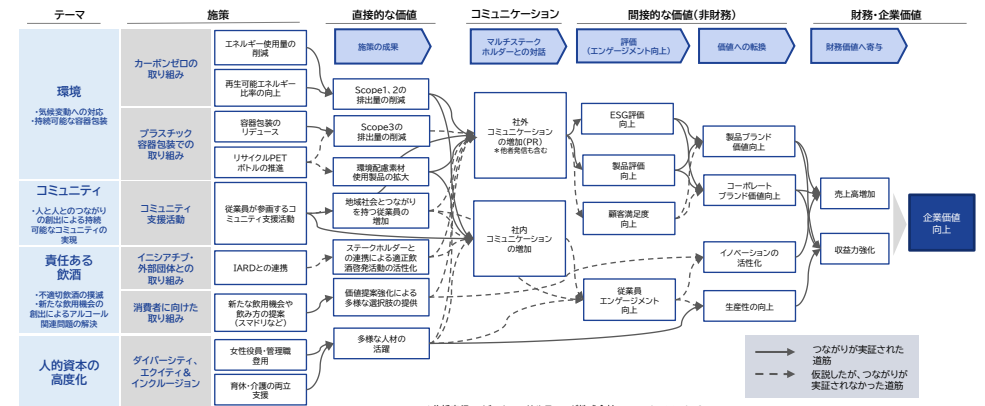 テーマ
施策
直接的な価値
コミュニケーション
間接的な価値(非財務)
財務・企業価値
施策の成果
マルチステーク
ホルダーとの対話
評価
(エンゲージメント向上)
価値への転換
財務価値へ寄与
環境
・気候変動への対応
・持続可能な容器包装
コミュニティ
・人と人とのつながり
の創出による持続
可能なコミュニティの
実現
責任ある
飲酒
・不適切飲酒の撲滅
・新たな飲用機会の
創出によるアルコール
関連問題の解決
人的資本の
高度化
カーボンゼロの
取り組み
プラスチック
容器包装での
取り組み
コミュニティ
支援活動
イニシアチブ・
外部団体との
取り組み
消費者に向けた
取り組み
ダイバーシティ、
エクイティ&
インクルージョン
エネルギー使用量の
削減
再生可能エネルギー
比率の向上
容器包装の
リデュース
リサイクルPET
ボトルの推進
従業員が参画するコ
ミュニティ支援活動
IARDとの連携
新たな飲用機会や
飲み方の提案
(スマドリなど)
女性役員・管理職
登用
育休・介護の両立
支援
Scope1、2の
排出量の削減
Scope3の
排出量の削減
環境配慮素材
使用製品の拡大
地域社会とつながり
を持つ従業員の
増加
ステークホルダーと
の連携による適正飲
酒啓発活動の活性化
価値提案強化による
多様な選択肢の提供
多様な人材の
活躍
社外
コミュニケーション
の増加(PR)
*他者発信も含む
社内
コミュニケーション
の増加
ESG評価
向上
製品評価
向上
顧客満足度
向上
従業員
エンゲージメント
向上
製品ブランド
価値向上
コーポレート
ブランド価値向上
イノベーションの
活性化
生産性の向上
売上高増加
収益力強化
企業価値
向上
つながりが実証された
道筋
仮説したが、つながりが
実証されなかった道筋